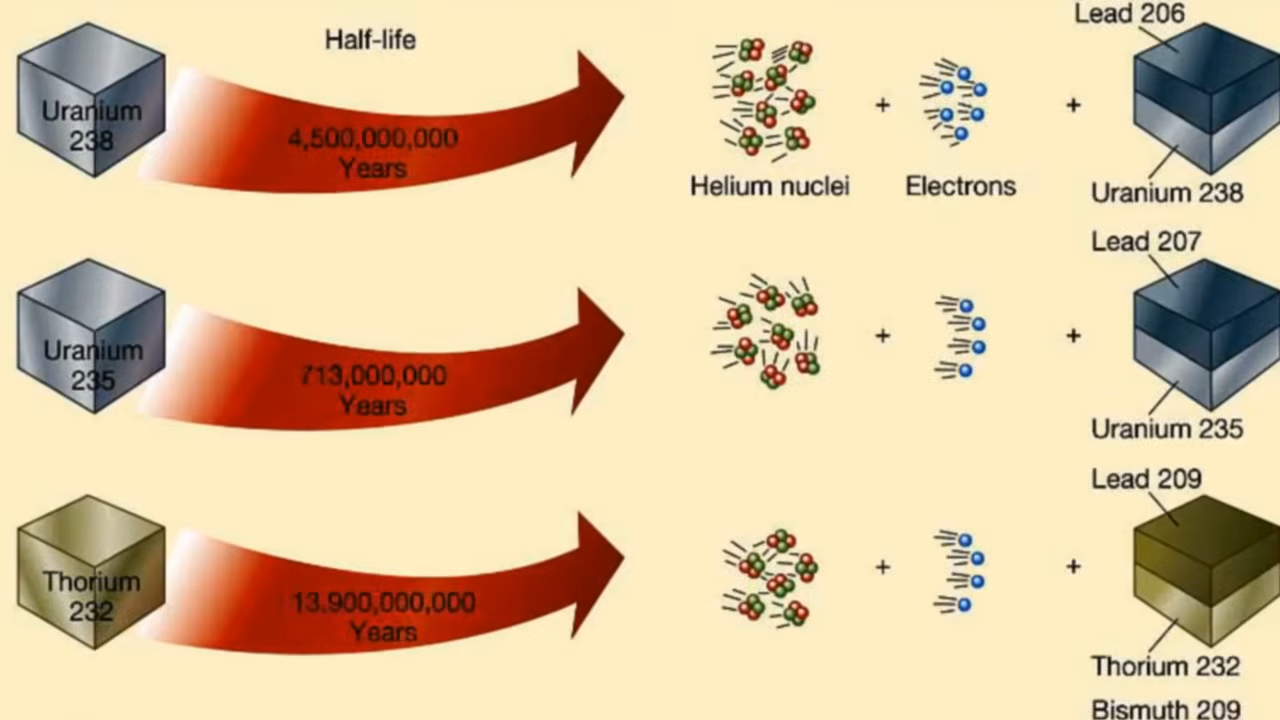 Half-life
Uranium
238
4,500,000,000
Years
Helium nuclei
+
Electrons
+
Lead 206
Uranium 238
Uranium
235
713,000,000
Years
+
+
Lead 207
Uranium 235
Thorium
232
13,900,000,000
Years
+
+
Lead 209
Thorium 232
Bismuth 209